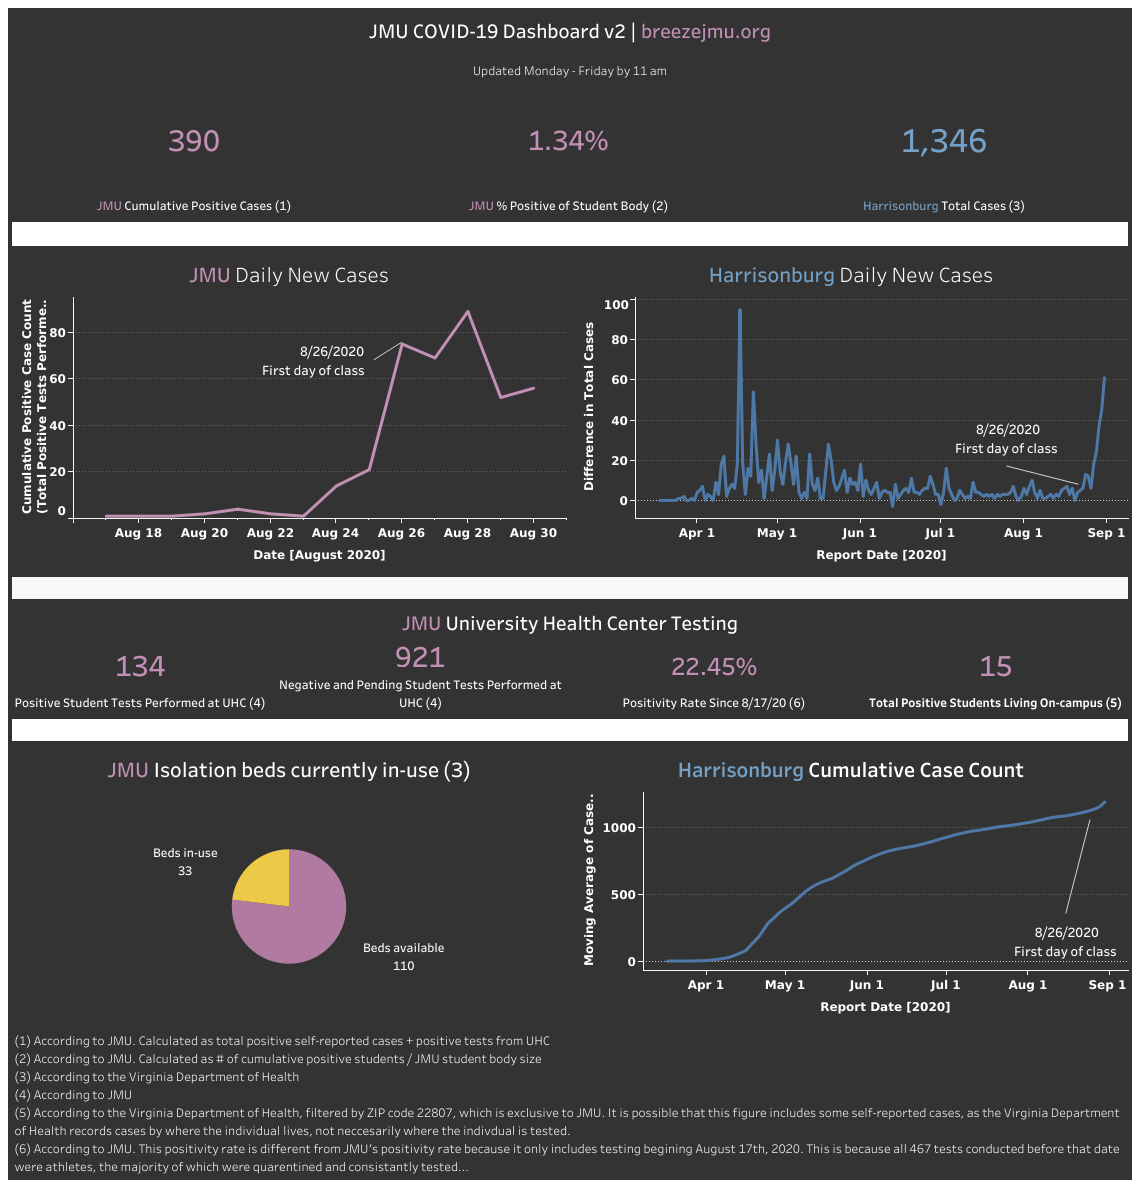 JMU COVID-19 Dashboard v2 | breezejmu.org
Updated Monday - Friday by 11 am
390
1.34%
1,346
JMU Cumulative Positive Cases (1)
JMU % Positive of Student Body (2)
Harrisonburg Total Cases (3)
JMU Daily New Cases
Cumulative Positive Case Count
(Total Positive Tests Performe..
80
60
40
20
0
8/26/2020
First day of class
Aug 18
Aug 20
Aug 22
Aug 24
Aug 26
Aug 28
Aug 30
Date [August 2020]
Harrisonburg Daily New Cases
Difference in Total Cases
100
80
60
40
20
0
8/26/2020
First day of class
Apr 1
May 1
Jun 1
Jul 1
Aug 1
Sep 1
Report Date [2020]
JMU University Health Center Testing
134
Positive Student Tests Performed at UHC (4)
921
Negative and Pending Student Tests Performed at
UHC (4)
22.45%
Positivity Rate Since 8/17/20 (6)
15
Total Positive Students Living On-campus (5)
JMU Isolation beds currently in-use (3)
Beds in-use
33
Beds available
110
Harrisonburg Cumulative Case Count
Moving Average of Case..
1000
500
0
8/26/2020
First day of class
Apr 1
May 1
Jun 1
Jul 1
Aug 1
Sep 1
Report Date [2020]
(1) According to JMU. Calculated as total positive self-reported cases + positive tests from UHC
(2) According to JMU. Calculated as # of cumulative positive students / JMU student body size
(3) According to the Virginia Department of Health
(4) According to JMU
(5) According to the Virginia Department of Health, filtered by ZIP code 22807, which is exclusive to JMU. It is possible that this figure includes some self-reported cases, as the Virginia Department
of Health records cases by where the individual lives, not neccesarily where the indivdual is tested.
(6) According to JMU. This positivity rate is different from JMU's positivity rate because it only includes testing begining August 17th, 2020. This is because all 467 tests conducted before that date
were athletes, the majority of which were quarentined and consistantly tested...